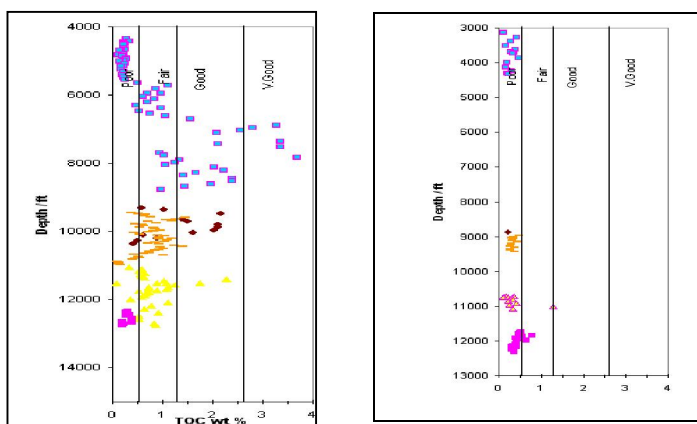 4000
6000
8000
10000
12000
14000
Depth / ft
Poor
Fair
Good
V.Good
0 1 2 3 4
TOC wt %
3000
4000
5000
6000
7000
8000
9000
10000
11000
12000
13000
Depth / ft
Poor
Fair
Good
V.Good
0 1 2 3 4